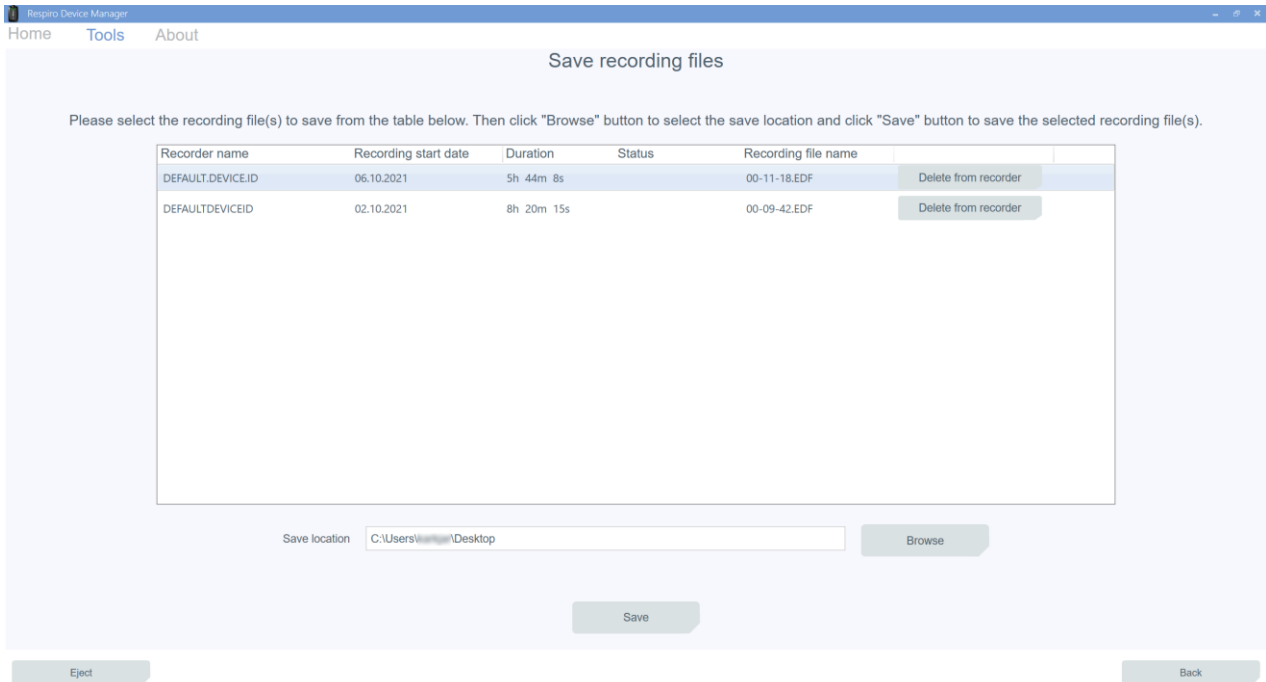 Respiro Device Manager
Home Tools About
Save recording files
Please select the recording file(s) to save from the table below. Then click "Browse" button to select the save location and click "Save" button to save the selected recording file(s).
Recorder name Recording start date Duration Status Recording file name
DEFAULT.DEVICE.ID 06.10.2021 5h 44m 8s 00-11-18.EDF Delete from recorder
DEFAULTDEVICEID 02.10.2021 8h 20m 15s 00-09-42.EDF Delete from recorder
Save location C:\Users\ \Desktop Browse
Save
Eject Back